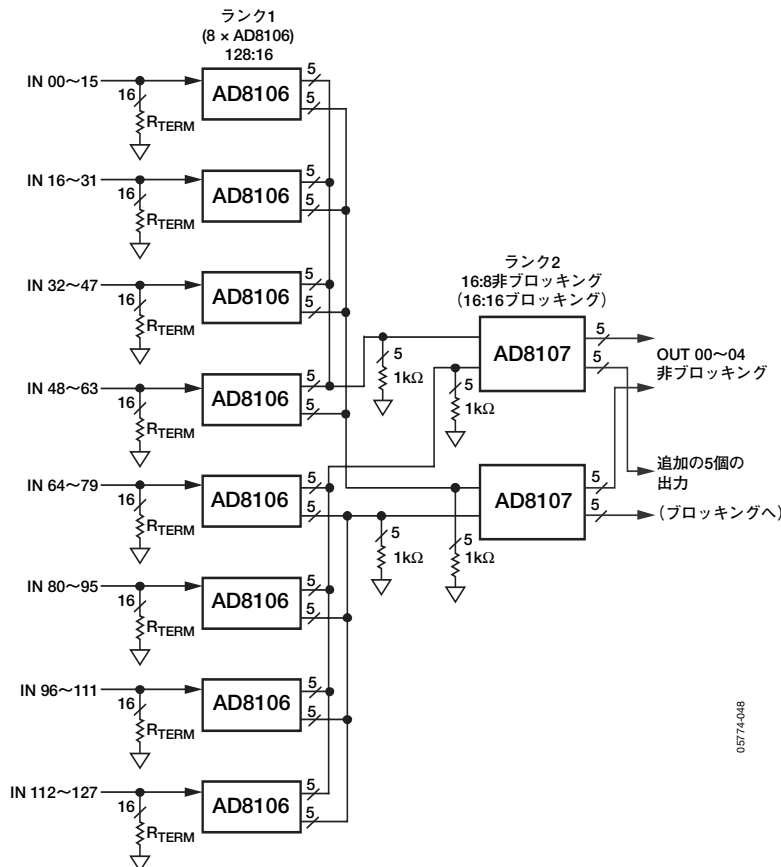 ランク1
(8 × AD8106)
128:16
IN 00～15
16
RTERM
AD8106
5
5
IN 16～31
16
RTERM
AD8106
5
5
IN 32～47
16
RTERM
AD8106
5
5
IN 48～63
16
RTERM
AD8106
5
5
IN 64～79
16
RTERM
AD8106
5
5
IN 80～95
16
RTERM
AD8106
5
5
IN 96～111
16
RTERM
AD8106
5
5
IN 112～127
16
RTERM
AD8106
5
5
ランク2
16:8非ブロッキング
(16:16ブロッキング)
5
1kΩ
5
1kΩ
AD8107
5
5
5
1kΩ
5
1kΩ
AD8107
5
5
OUT 00～04
非ブロッキング
追加の5個の
出力
(ブロッキングへ)
05774-048